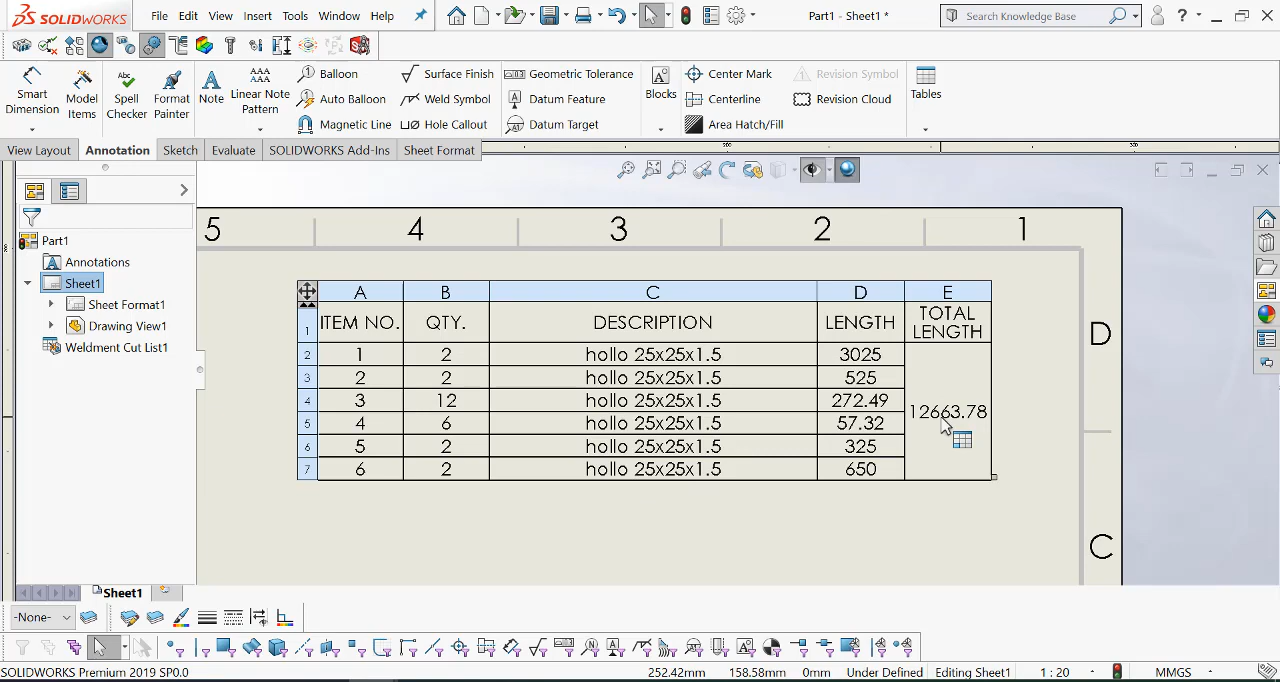 SOLIDWORKS File Edit View Insert Tools Window Help Part1 - Sheet1 * Search Knowledge Base ?
Smart Dimension
Model Items
Spell Checker
Format Painter
Note
Linear Note Pattern
Balloon
Auto Balloon
Magnetic Line
Surface Finish
Weld Symbol
Hole Callout
Geometric Tolerance
Datum Feature
Datum Target
Blocks
Center Mark
Centerline
Area Hatch/Fill
Revision Symbol
Revision Cloud
Tables
View Layout Annotation Sketch Evaluate SOLIDWORKS Add-Ins Sheet Format
Part1
Annotations
Sheet1
Sheet Format1
Drawing View1
Weldment Cut List1
5 4 3 2 1
D
C
A B C D E
1 ITEM NO. QTY. DESCRIPTION LENGTH TOTAL LENGTH
2 1 2 hollo 25x25x1.5 3025
3 2 2 hollo 25x25x1.5 525
4 3 12 hollo 25x25x1.5 272.49 12663.78
5 4 6 hollo 25x25x1.5 57.32
6 5 2 hollo 25x25x1.5 325
7 6 2 hollo 25x25x1.5 650
Sheet1
-None-
SOLIDWORKS Premium 2019 SP0.0 252.42mm 158.58mm 0mm Under Defined Editing Sheet1 1 : 20 MMGS